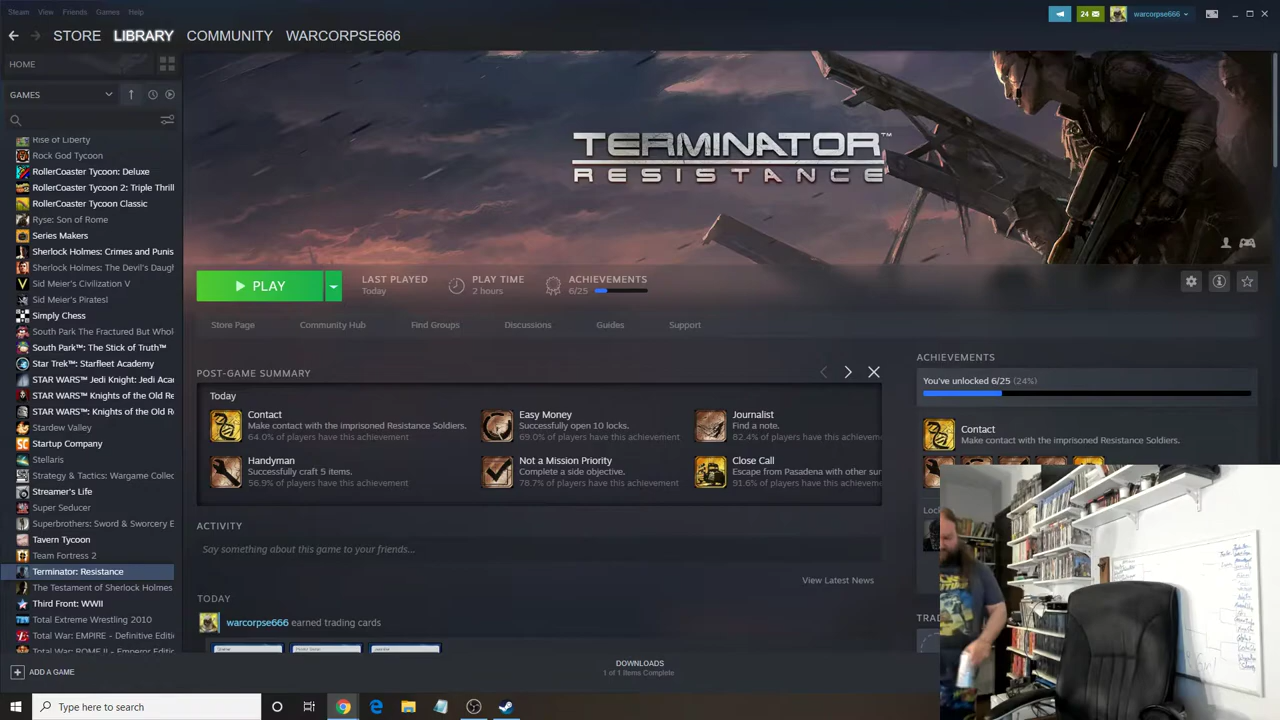 Steam View Friends Games Help
24
warcorpse666
STORE LIBRARY COMMUNITY WARCORPSE666
HOME
GAMES
Rise of Liberty
Rock God Tycoon
RollerCoaster Tycoon: Deluxe
RollerCoaster Tycoon 2: Triple Thrill
RollerCoaster Tycoon Classic
Ryse: Son of Rome
Series Makers
Sherlock Holmes: Crimes and Punis
Sherlock Holmes: The Devil's Daugh
Sid Meier's Civilization V
Sid Meier's Pirates!
Simply Chess
South Park The Fractured But Whol
South Park™: The Stick of Truth™
Star Trek™: Starfleet Academy
STAR WARS™ Jedi Knight: Jedi Aca
STAR WARS™: Knights of the Old Re
STAR WARS™: Knights of the Old R
Stardew Valley
Startup Company
Stellaris
Strategy & Tactics: Wargame Collec
Streamer's Life
Super Seducer
Superbrothers: Sword & Sworcery E
Tavern Tycoon
Team Fortress 2
Terminator: Resistance
The Testament of Sherlock Holmes
Third Front: WWII
Total Extreme Wrestling 2010
Total War: EMPIRE - Definitive Editi
Total War: ROME II - Emperor Editio
ADD A GAME
TERMINATOR™
RESISTANCE
PLAY
LAST PLAYED
Today
PLAY TIME
2 hours
ACHIEVEMENTS
6/25
Store Page Community Hub Find Groups Discussions Guides Support
POST-GAME SUMMARY
Today
Contact
Make contact with the imprisoned Resistance Soldiers.
64.0% of players have this achievement
Easy Money
Successfully open 10 locks.
69.0% of players have this achievement
Journalist
Find a note.
82.4% of players have this achievem
Handyman
Successfully craft 5 items.
56.9% of players have this achievement
Not a Mission Priority
Complete a side objective.
78.7% of players have this achievement
Close Call
Escape from Pasadena with other sur
91.6% of players have this achievem
ACTIVITY
Say something about this game to your friends...
View Latest News
TODAY
warcorpse666 earned trading cards
ACHIEVEMENTS
You've unlocked 6/25 (24%)
Contact
Make contact with the imprisoned Resistance Soldiers.
Loc
TRAD
DOWNLOADS
1 of 1 Items Complete
Type here to search